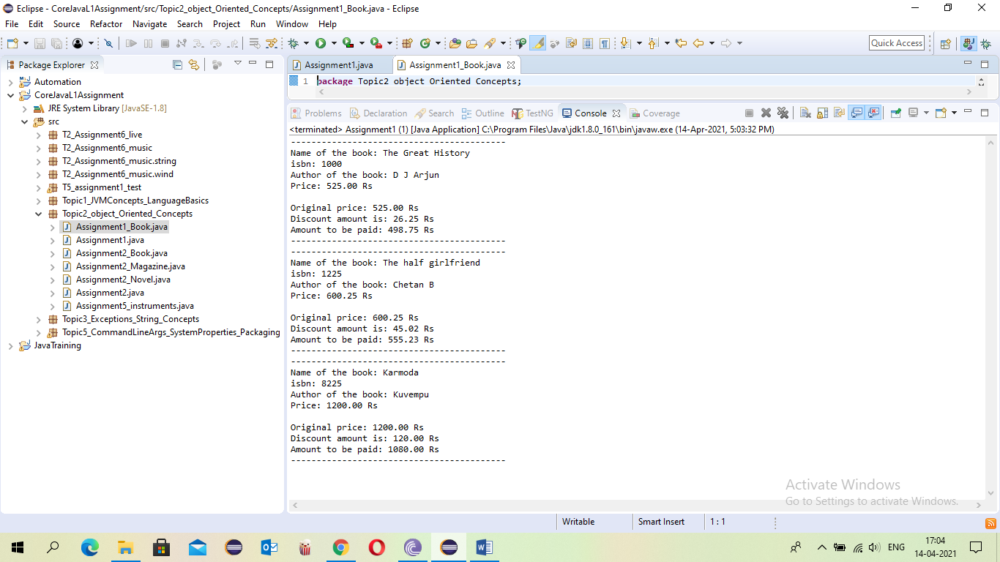 Eclipse - CoreJavaL1Assignment/src/Topic2_object_Oriented_Concepts/Assignment1_Book.java - Eclipse
File Edit Source Refactor Navigate Search Project Run Window Help
Quick Access
Package Explorer
Automation
CoreJavaL1Assignment
JRE System Library [JavaSE-1.8]
src
T2_Assignment6_live
T2_Assignment6_music
T2_Assignment6_music.string
T2_Assignment6_music.wind
T5_assignment1_test
Topic1_JVMConcepts_LanguageBasics
Topic2_object_Oriented_Concepts
Assignment1_Book.java
Assignment1.java
Assignment2_Book.java
Assignment2_Magazine.java
Assignment2_Novel.java
Assignment2.java
Assignment5_instruments.java
Topic3_Exceptions_String_Concepts
Topic5_CommandLineArgs_SystemProperties_Packaging
JavaTraining
Assignment1.java Assignment1_Book.java
1 package Topic2 object Oriented Concepts;
Problems Declaration Search Outline TestNG Console Coverage
<terminated> Assignment1 (1) [Java Application] C:\Program Files\Java\jdk1.8.0_161\bin\javaw.exe (14-Apr-2021, 5:03:32 PM)
------------------------------------------
Name of the book: The Great History
isbn: 1000
Author of the book: D J Arjun
Price: 525.00 Rs
Original price: 525.00 Rs
Discount amount is: 26.25 Rs
Amount to be paid: 498.75 Rs
------------------------------------------
------------------------------------------
Name of the book: The half girlfriend
isbn: 1225
Author of the book: Chetan B
Price: 600.25 Rs
Original price: 600.25 Rs
Discount amount is: 45.02 Rs
Amount to be paid: 555.23 Rs
------------------------------------------
------------------------------------------
Name of the book: Karmoda
isbn: 8225
Author of the book: Kuvempu
Price: 1200.00 Rs
Original price: 1200.00 Rs
Discount amount is: 120.00 Rs
Amount to be paid: 1080.00 Rs
------------------------------------------
Activate Windows
Go to Settings to activate Windows.
Writable Smart Insert 1 : 1
ENG
17:04
14-04-2021